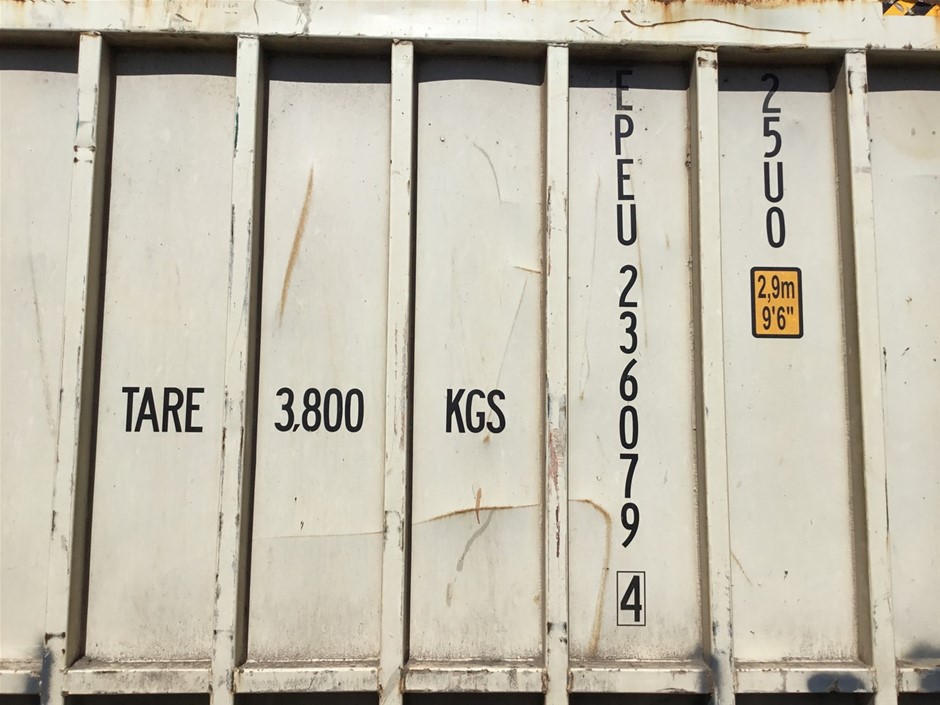 TARE 3,800 KGS
EPEU 236079 4
25U0
2,9m
9'6"